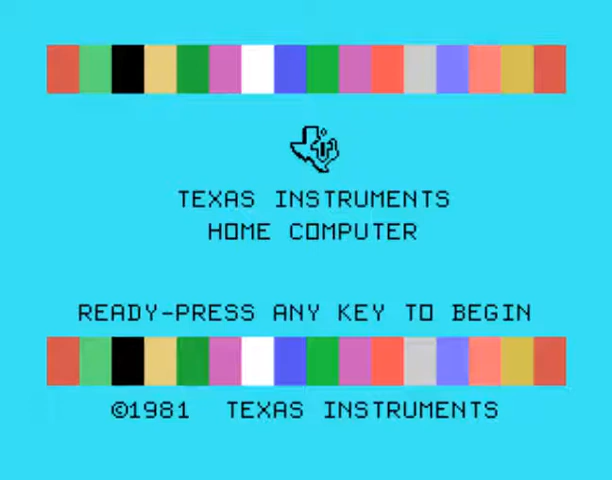 TEXAS INSTRUMENTS
HOME COMPUTER
READY-PRESS ANY KEY TO BEGIN
©1981 TEXAS INSTRUMENTS